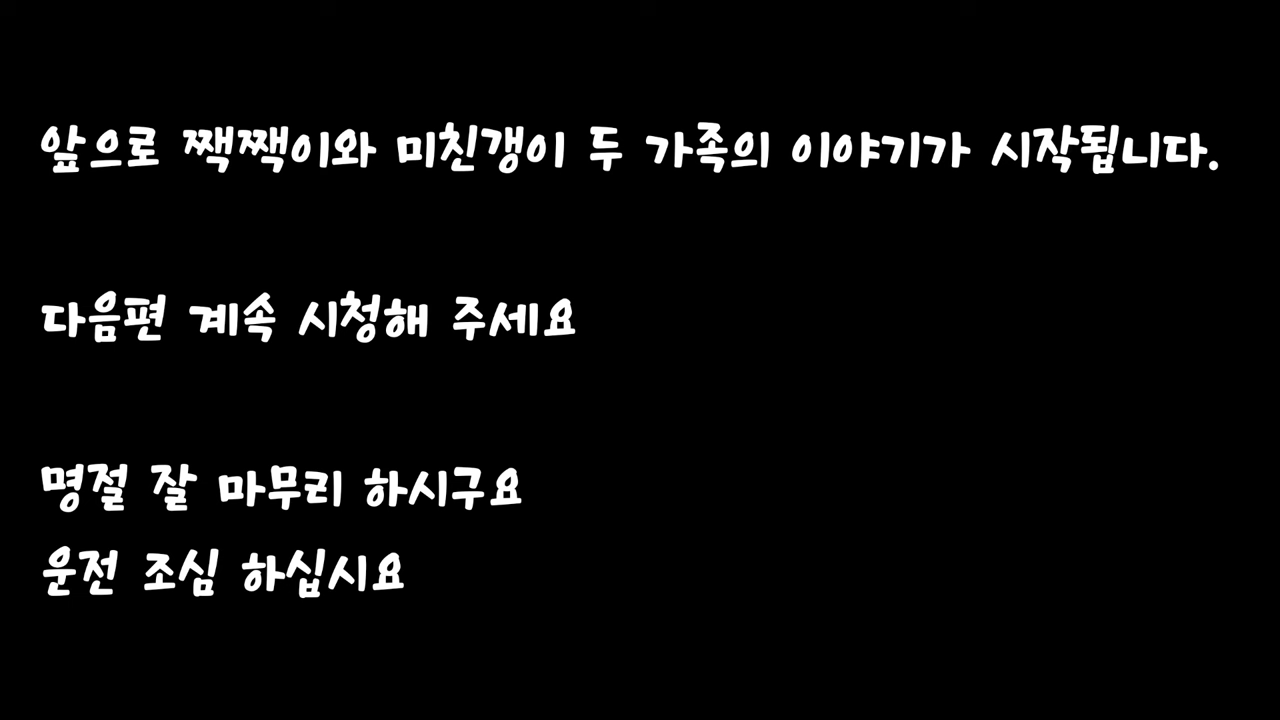 앞으로 짹짹이와 미친갱이 두 가족의 이야기가 시작됩니다.
다음편 계속 시청해 주세요
명절 잘 마무리 하시구요
운전 조심 하십시요